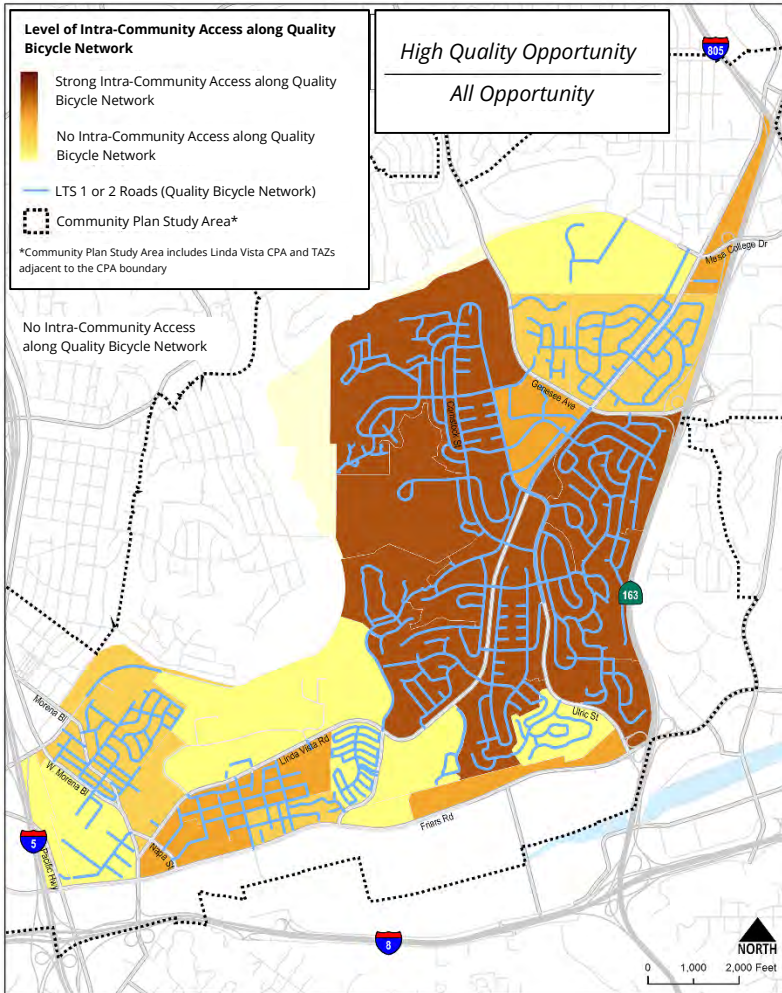 Level of Intra-Community Access along Quality
Bicycle Network
Strong Intra-Community Access along Quality
Bicycle Network
No Intra-Community Access along Quality
Bicycle Network
LTS 1 or 2 Roads (Quality Bicycle Network)
Community Plan Study Area*
*Community Plan Study Area includes Linda Vista CPA and TAZs
adjacent to the CPA boundary
High Quality Opportunity
All Opportunity
805
Mesa College Dr
No Intra-Community Access
along Quality Bicycle Network
Genesee Ave
Comstock St
163
Morena Bl
Ulric St
Linda Vista Rd
W. Morena Bl
Friars Rd
5
Napa St
Pacific Hwy
8
NORTH
0 1,000 2,000 Feet